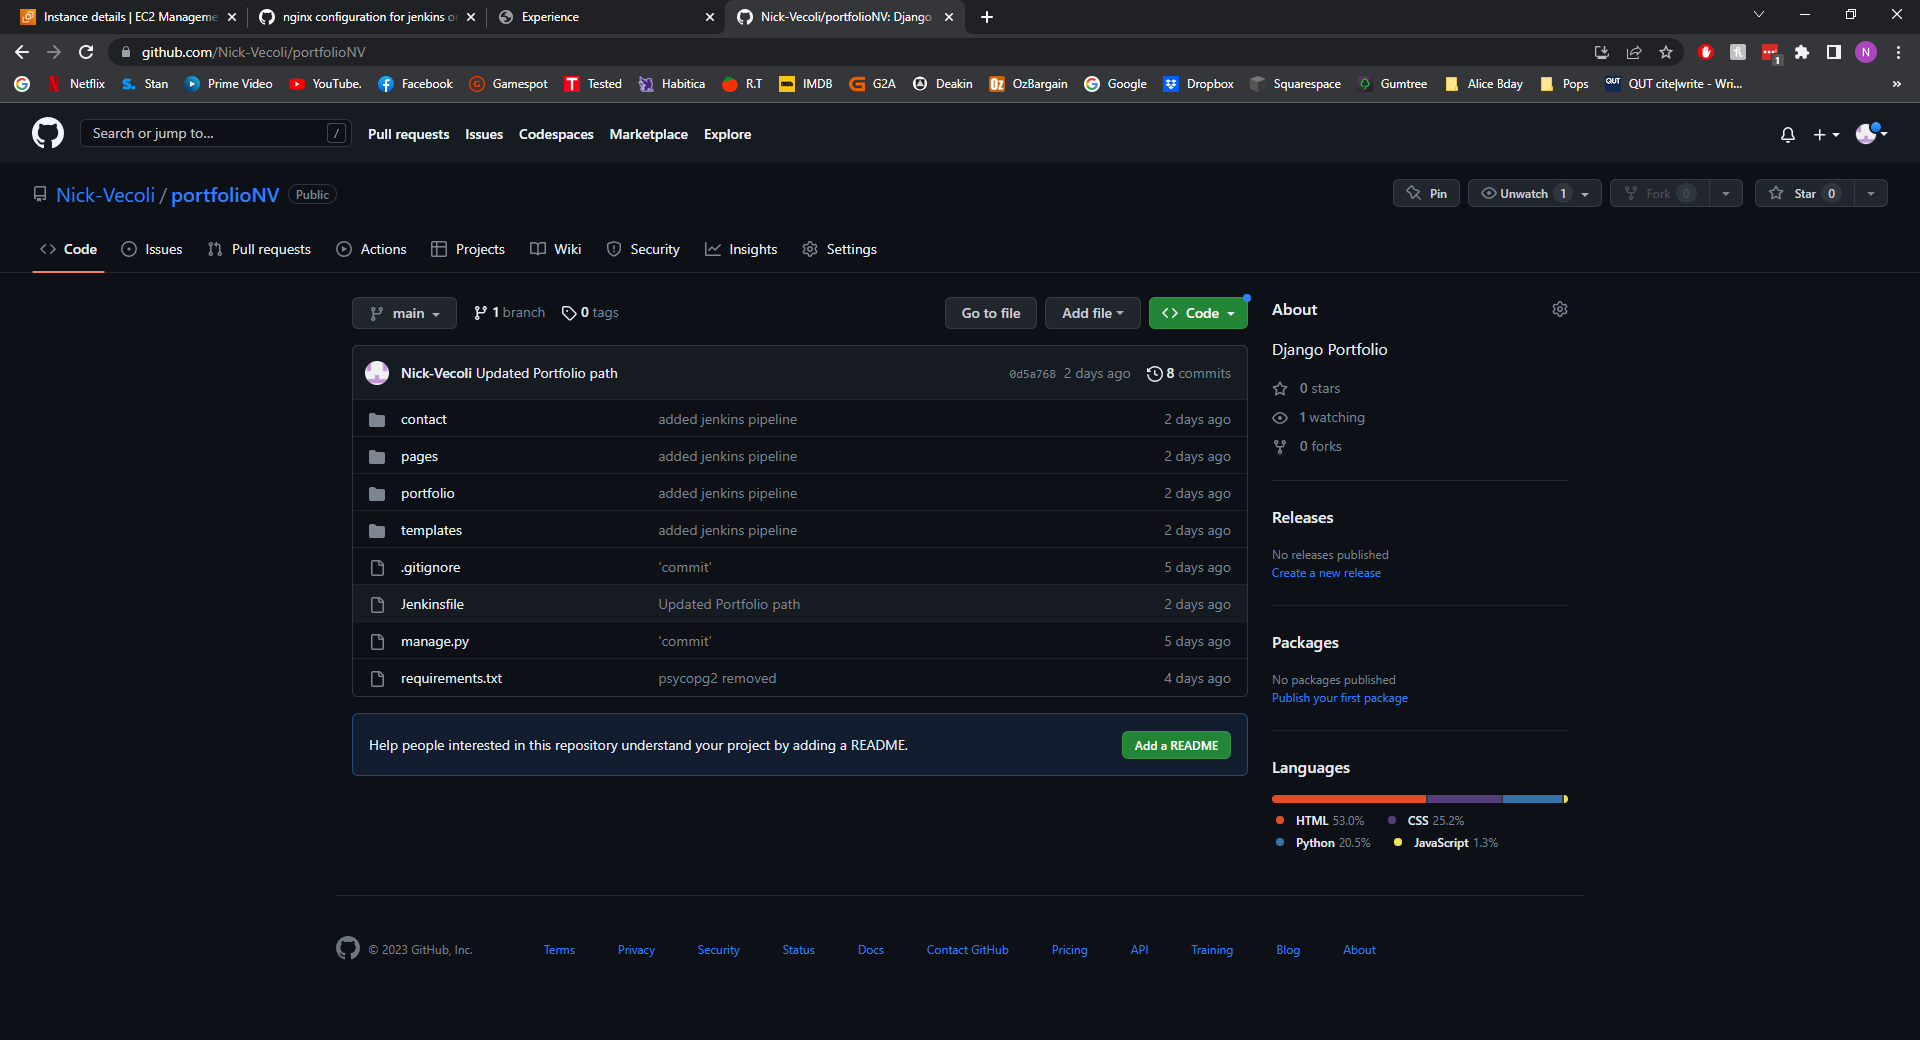 Instance details | EC2 Manageme
nginx configuration for jenkins o
Experience
Nick-Vecoli/portfolioNV: Django
github.com/Nick-Vecoli/portfolioNV
1
N
Netflix
Stan
Prime Video
YouTube.
Facebook
Gamespot
Tested
Habitica
R.T
IMDB
G2A
Deakin
OzBargain
Google
Dropbox
Squarespace
Gumtree
Alice Bday
Pops
QUT cite|write - Wri...
»
Search or jump to...
/
Pull requests
Issues
Codespaces
Marketplace
Explore
Nick-Vecoli / portfolioNV
Public
Pin
Unwatch 1
Fork 0
Star 0
Code
Issues
Pull requests
Actions
Projects
Wiki
Security
Insights
Settings
main
1 branch
0 tags
Go to file
Add file
Code
Nick-Vecoli Updated Portfolio path
0d5a768 2 days ago
8 commits
contact added jenkins pipeline 2 days ago
pages added jenkins pipeline 2 days ago
portfolio added jenkins pipeline 2 days ago
templates added jenkins pipeline 2 days ago
.gitignore 'commit' 5 days ago
Jenkinsfile Updated Portfolio path 2 days ago
manage.py 'commit' 5 days ago
requirements.txt psycopg2 removed 4 days ago
Help people interested in this repository understand your project by adding a README.
Add a README
About
Django Portfolio
0 stars
1 watching
0 forks
Releases
No releases published
Create a new release
Packages
No packages published
Publish your first package
Languages
HTML 53.0%
CSS 25.2%
Python 20.5%
JavaScript 1.3%
© 2023 GitHub, Inc.
Terms
Privacy
Security
Status
Docs
Contact GitHub
Pricing
API
Training
Blog
About